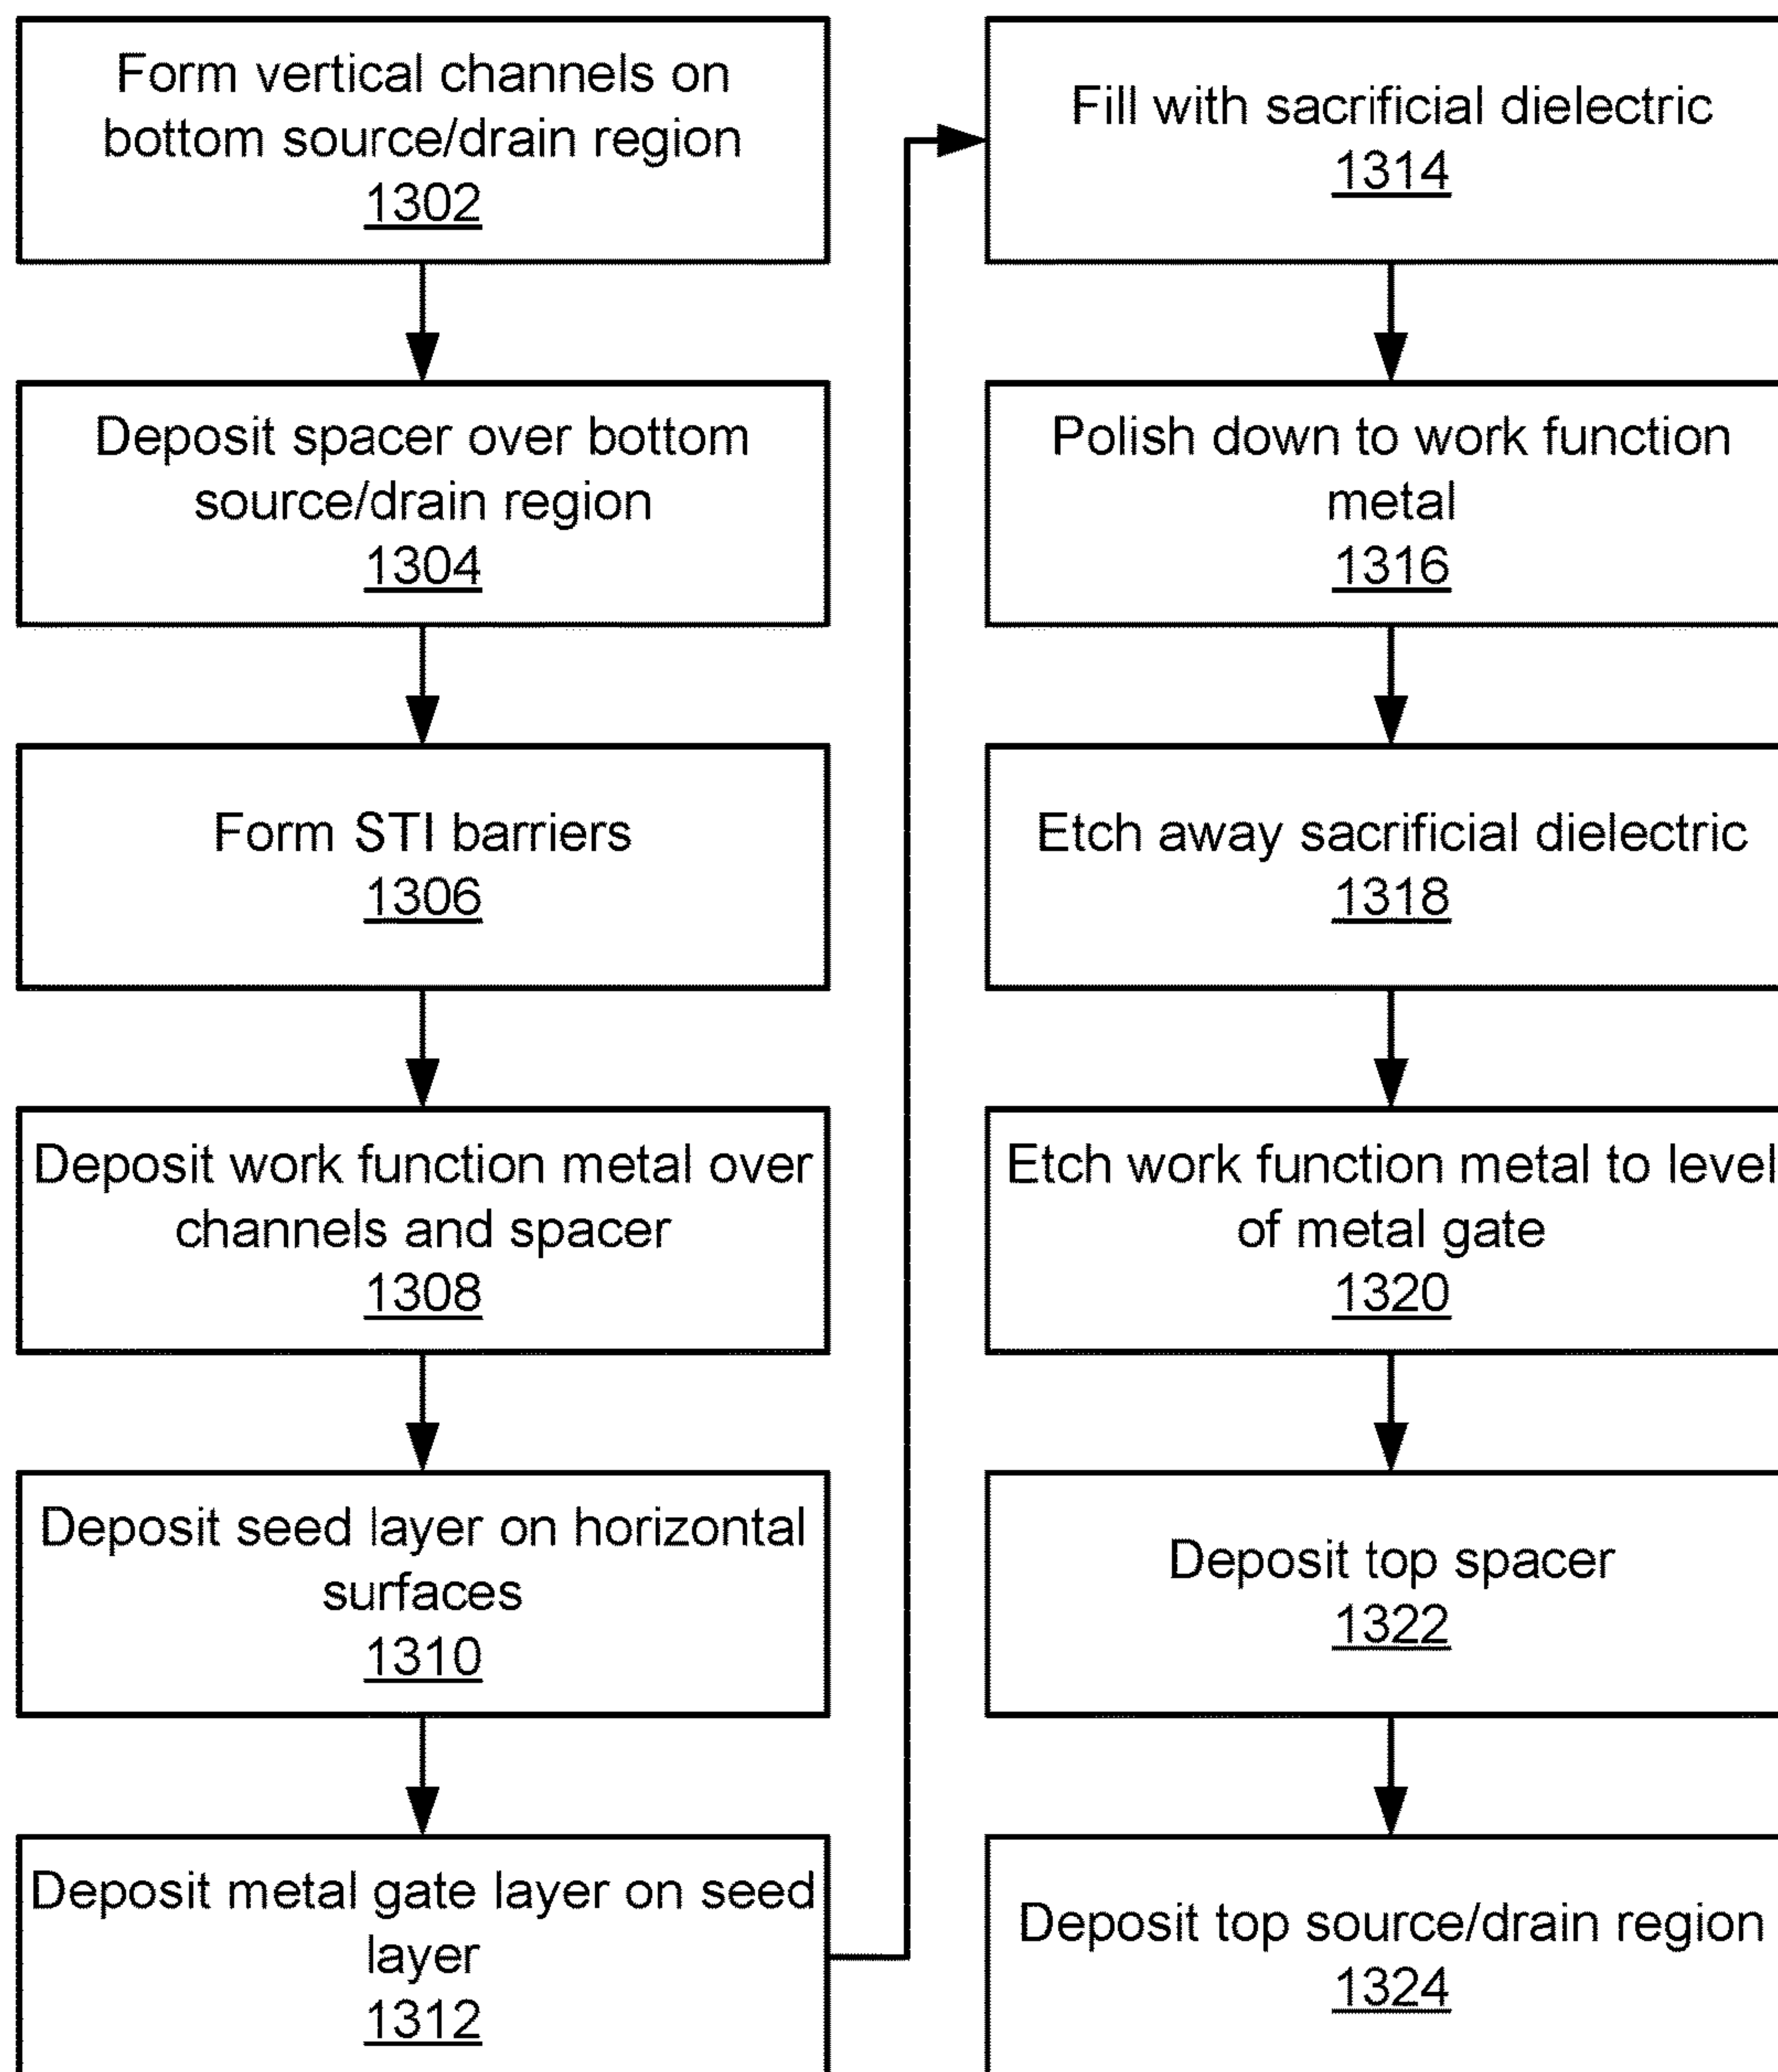 Form vertical channels on
bottom source/drain region
1302
Deposit spacer over bottom
source/drain region
1304
Form STI barriers
1306
Deposit work function metal over
channels and spacer
1308
Deposit seed layer on horizontal
surfaces
1310
Deposit metal gate layer on seed
layer
1312
Fill with sacrificial dielectric
1314
Polish down to work function
metal
1316
Etch away sacrificial dielectric
1318
Etch work function metal to level
of metal gate
1320
Deposit top spacer
1322
Deposit top source/drain region
1324